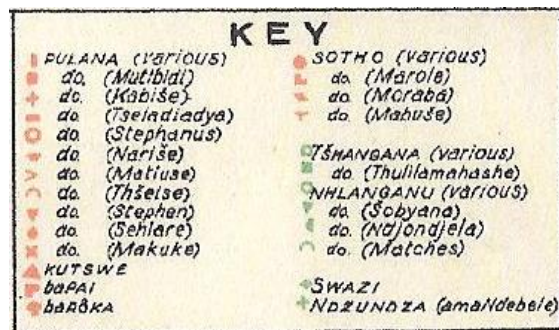 KEY
PULANA (various)
do. (Mutibidi)
do. (Kabiše)
do. (Tseladiadya)
do. (Stephanus)
do. (Nariše)
do. (Matiuse)
do. (Thšelse)
do. (Stephen)
do. (Sehlare)
do. (Makuke)
KUTSWE
baPAI
baRÔKA
SOTHO (various)
do. (Marole)
do. (Moraba)
do. (Mabuše)
TŠHANGANA (various)
do. (Thulilamahashe)
NHLANGANU (various)
do. (Šobyana)
do. (Ndjondjela)
do. (Matches)
SWAZI
NDZUNDZA (amaNdebele)